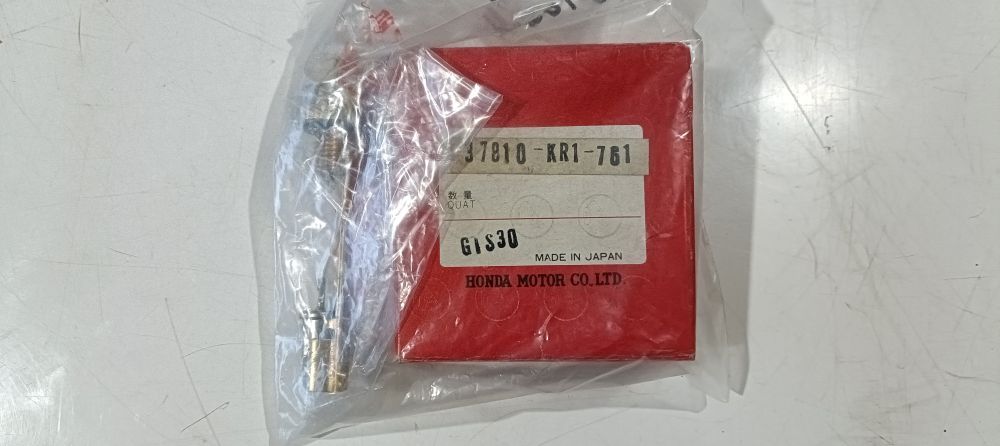 37810-KR1-761
数量
QUAT
G1S30
MADE IN JAPAN
HONDA MOTOR CO.,LTD.